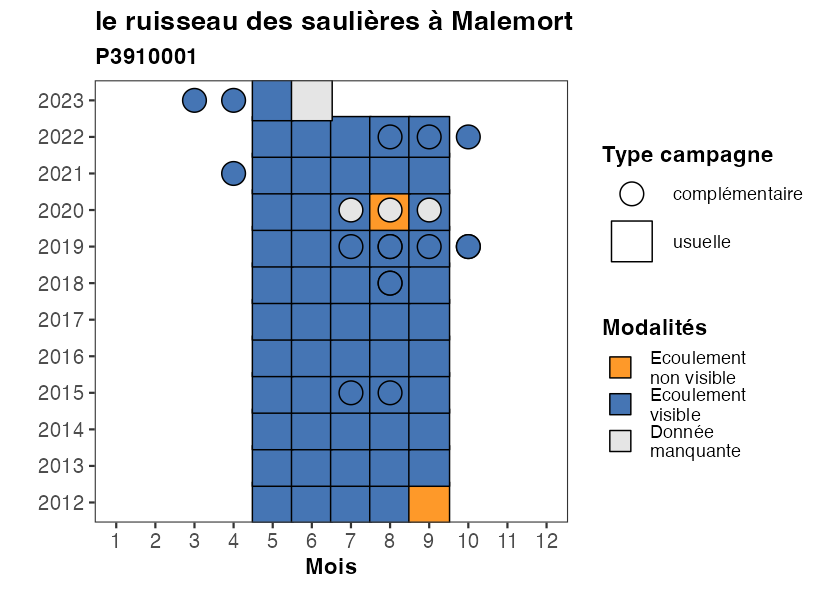 le ruisseau des saulières à Malemort
P3910001
2023
2022
2021
2020
2019
2018
2017
2016
2015
2014
2013
2012
1 2 3 4 5 6 7 8 9 10 11 12
Mois
Type campagne
complémentaire
usuelle
Modalités
Ecoulement
non visible
Ecoulement
visible
Donnée
manquante